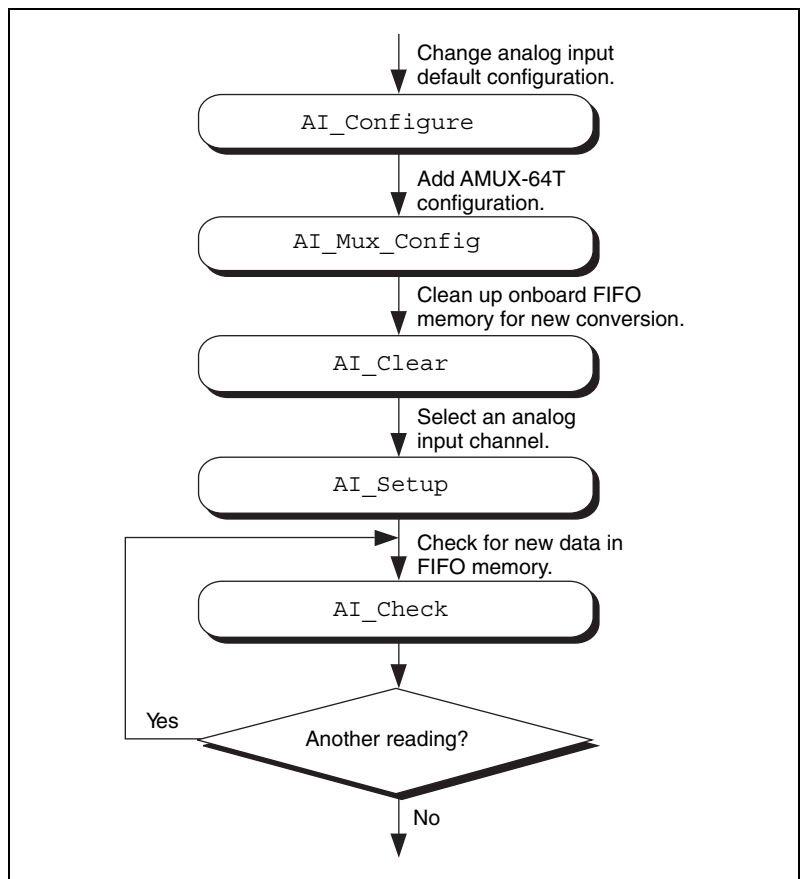 Change analog input
default configuration.
AI_Configure
Add AMUX-64T
configuration.
AI_Mux_Config
Clean up onboard FIFO
memory for new conversion.
AI_Clear
Select an analog
input channel.
AI_Setup
Check for new data in
FIFO memory.
AI_Check
Yes
Another reading?
No